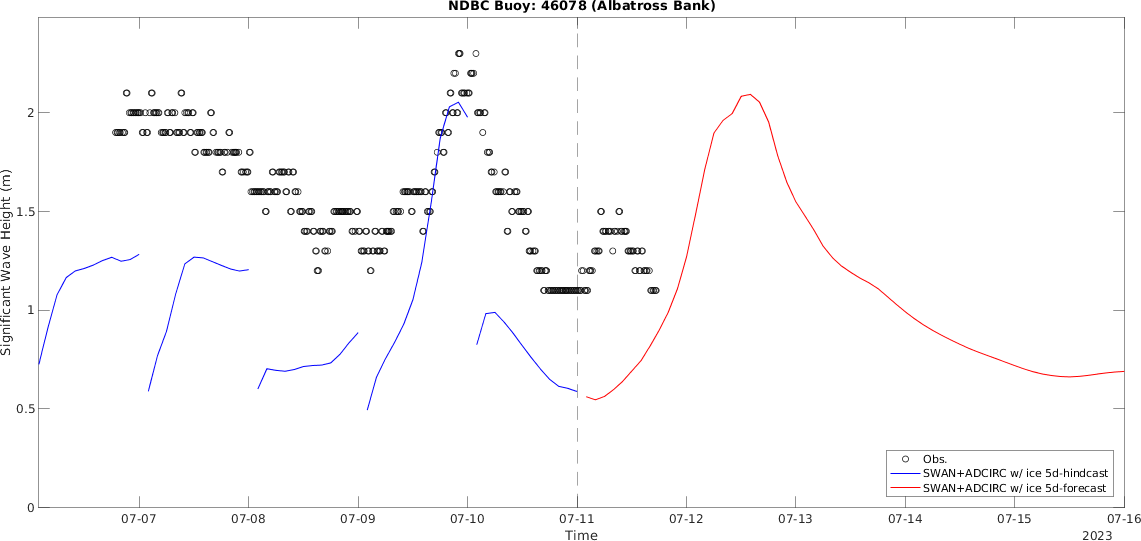 NDBC Buoy: 46078 (Albatross Bank)
Significant Wave Height (m)
2
1.5
1
0.5
0
Obs.
SWAN+ADCIRC w/ ice 5d-hindcast
SWAN+ADCIRC w/ ice 5d-forecast
07-07 07-08 07-09 07-10 07-11 07-12 07-13 07-14 07-15 07-16
Time
2023